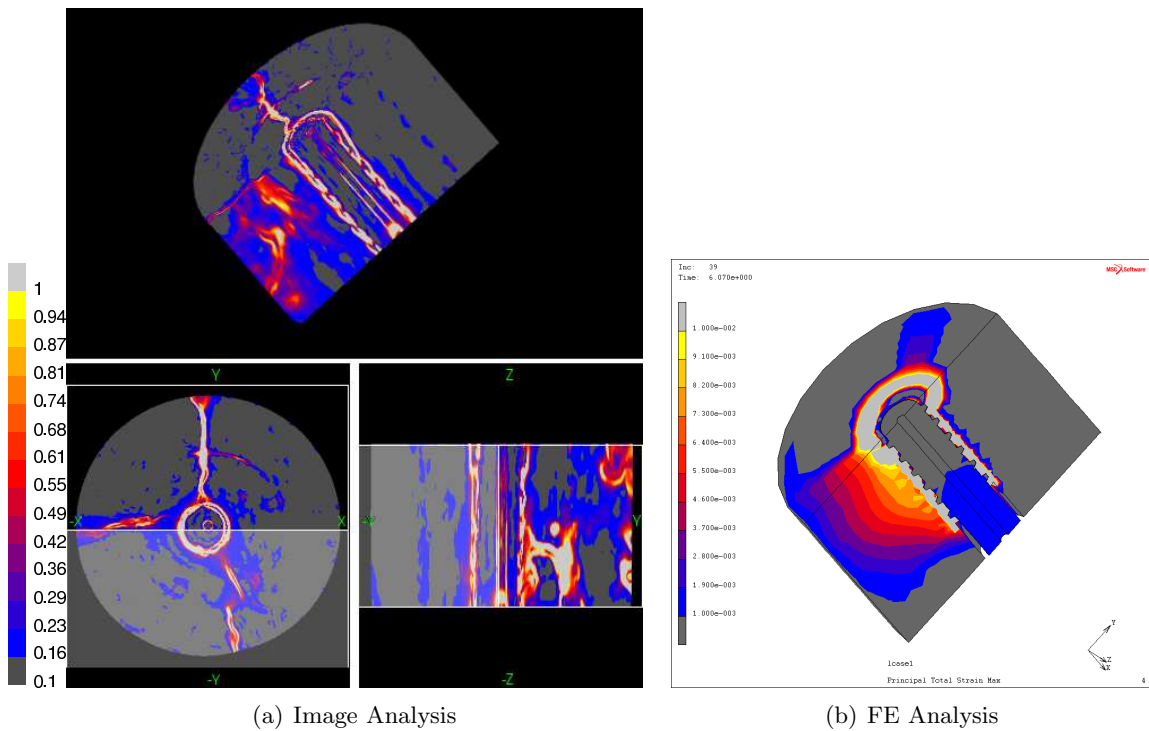 1
0.94
0.87
0.81
0.74
0.68
0.61
0.55
0.49
0.42
0.36
0.29
0.23
0.16
0.1
Y
-X
X
-Y
Z
-Y
Y
-Z
Inc: 39
Time: 6.070e+000
MSC Software
1.000e-002
9.100e-003
8.200e-003
7.300e-003
6.400e-003
5.500e-003
4.600e-003
3.700e-003
2.800e-003
1.900e-003
1.000e-003
Y
Z
X
lcase1
Principal Total Strain Max
4
(a) Image Analysis
(b) FE Analysis